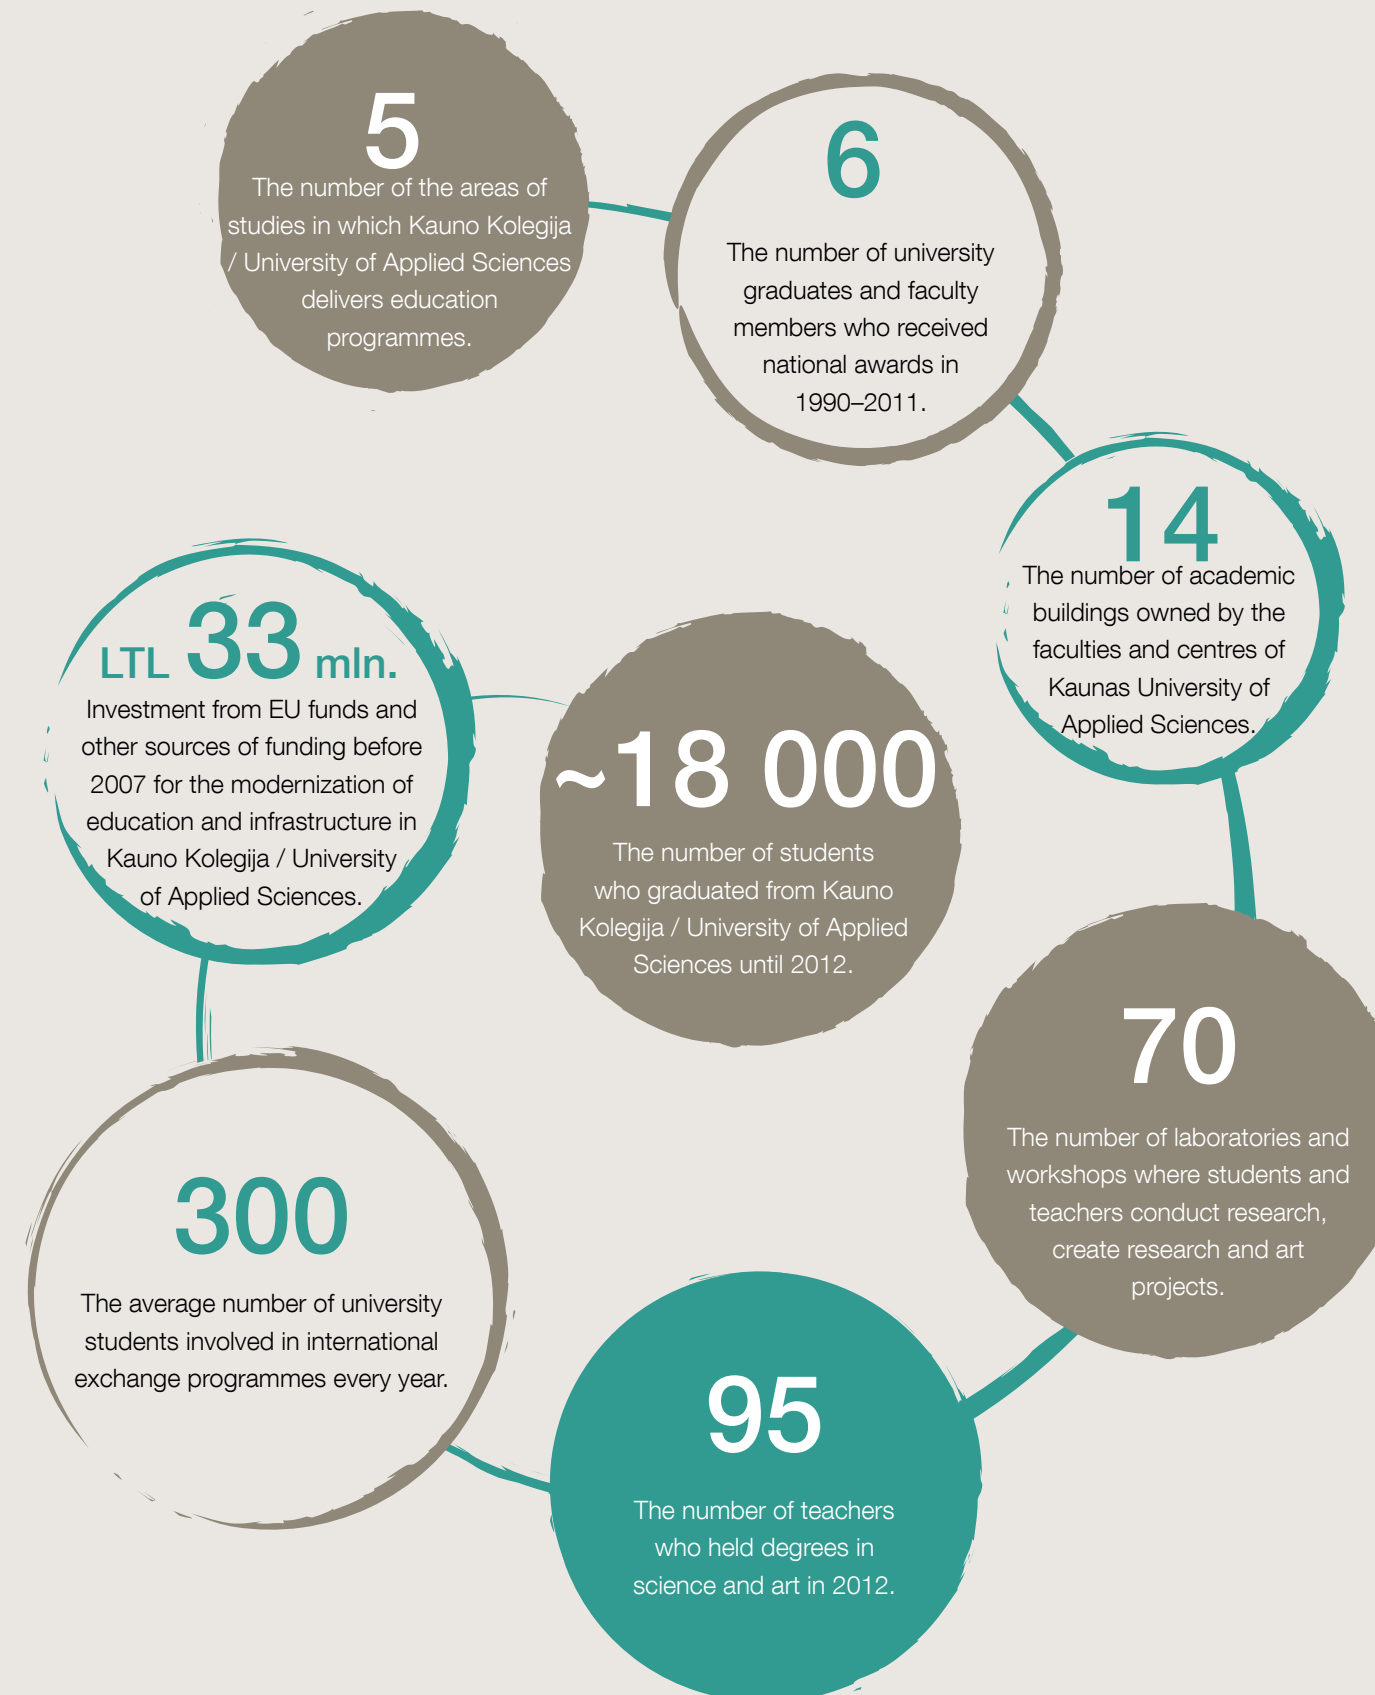 5
The number of the areas of
studies in which Kauno Kolegija
/ University of Applied Sciences
delivers education
programmes.
6
The number of university
graduates and faculty
members who received
national awards in
1990–2011.
14
The number of academic
buildings owned by the
faculties and centres of
Kaunas University of
Applied Sciences.
70
The number of laboratories and
workshops where students and
teachers conduct research,
create research and art
projects.
95
The number of teachers
who held degrees in
science and art in 2012.
300
The average number of university
students involved in international
exchange programmes every year.
LTL 33 mln.
Investment from EU funds and
other sources of funding before
2007 for the modernization of
education and infrastructure in
Kauno Kolegija / University
of Applied Sciences.
~18 000
The number of students
who graduated from Kauno
Kolegija / University of Applied
Sciences until 2012.